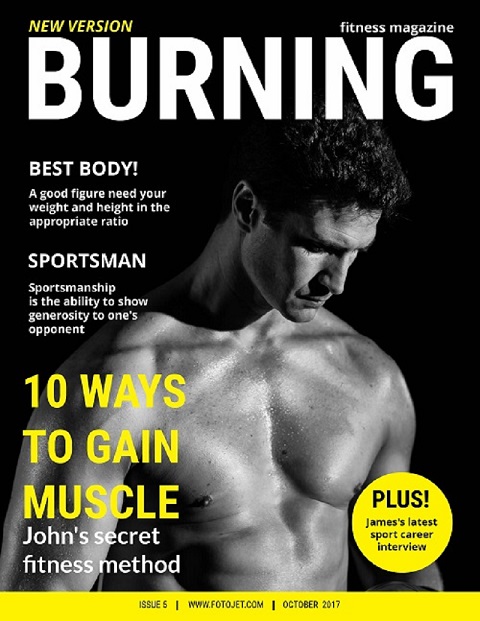 NEW VERSION
fitness magazine
BURNING
BEST BODY!
A good figure need your
weight and height in the
appropriate ratio
SPORTSMAN
Sportsmanship
is the ability to show
generosity to one's
opponent
10 WAYS
TO GAIN
MUSCLE
John's secret
fitness method
PLUS!
James's latest
sport career
interview
ISSUE 5 | WWW.FOTOJET.COM | OCTOBER 2017